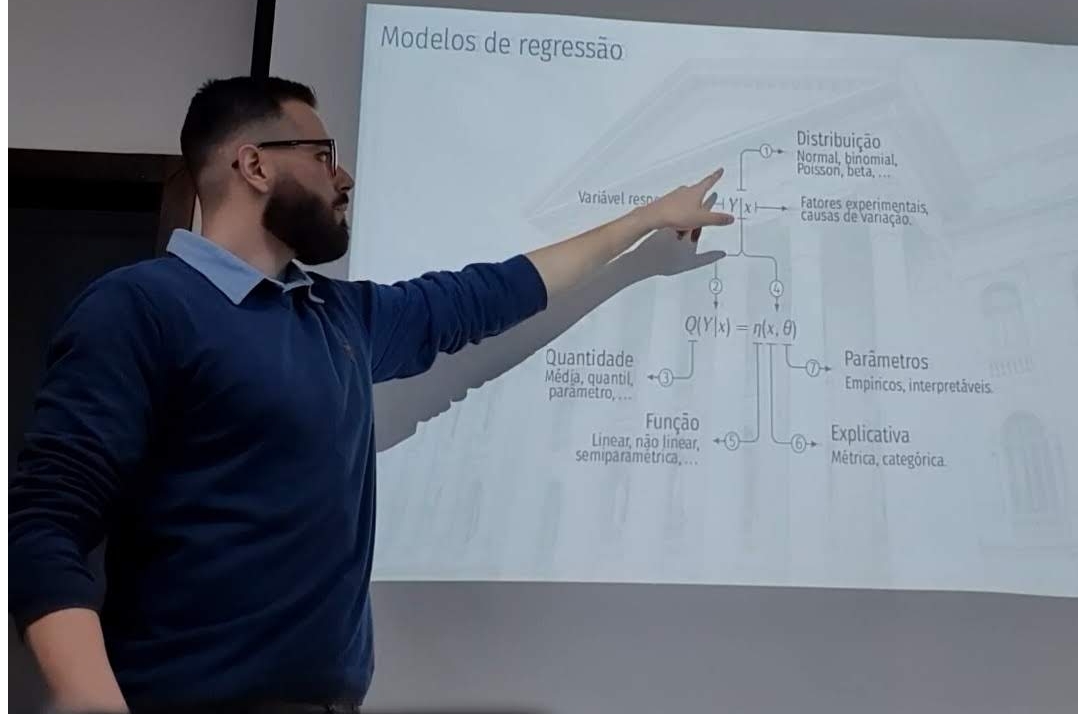 Modelos de regressão
① Distribuição
Normal, binomial,
Poisson, beta, ...
Variável
Y|x
Fatores experimentais,
causas de variação.
② ④
Q(Y|x) = η(x, θ)
Quantidade
Média, quantil,
parâmetro, ...
③
⑦ Parâmetros
Empíricos, interpretáveis.
Função
Linear, não linear,
semiparamétrica, ...
⑤
⑥ Explicativa
Métrica, categórica.